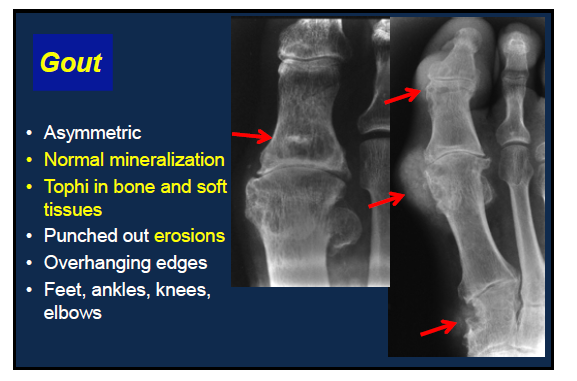 Gout
• Asymmetric
• Normal mineralization
• Tophi in bone and soft
tissues
• Punched out erosions
• Overhanging edges
• Feet, ankles, knees,
elbows